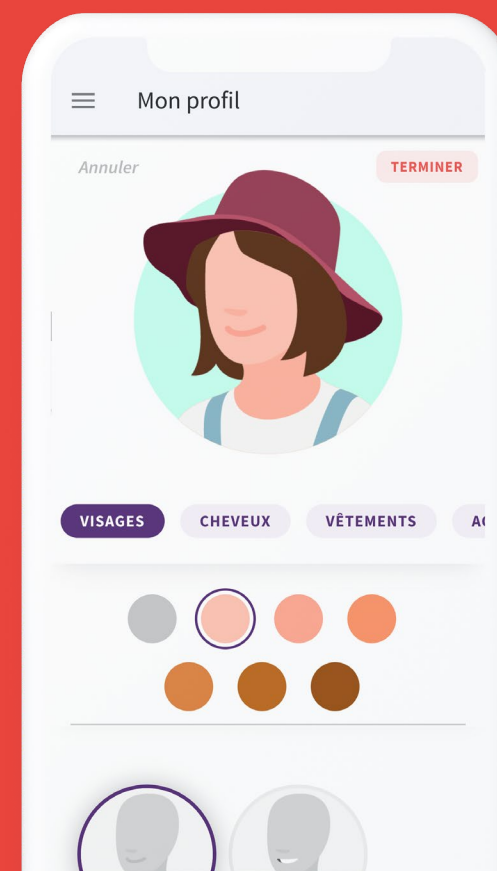 Mon profil
Annuler
TERMINER
VISAGES
CHEVEUX
VÊTEMENTS